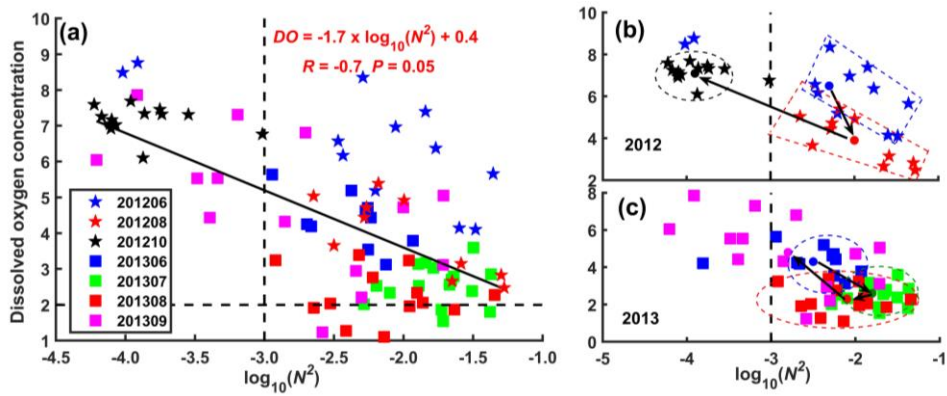 (a)
DO = -1.7 x log10(N²) + 0.4
R = -0.7, P = 0.05
Dissolved oxygen concentration
10
9
8
7
6
5
4
3
2
1
201206
201208
201210
201306
201307
201308
201309
-4.5 -4.0 -3.5 -3.0 -2.5 -2.0 -1.5 -1.0
log10(N²)
(b)
10
8
6
4
2
2012
(c)
8
6
4
2
0
2013
-5 -4 -3 -2 -1
log10(N²)